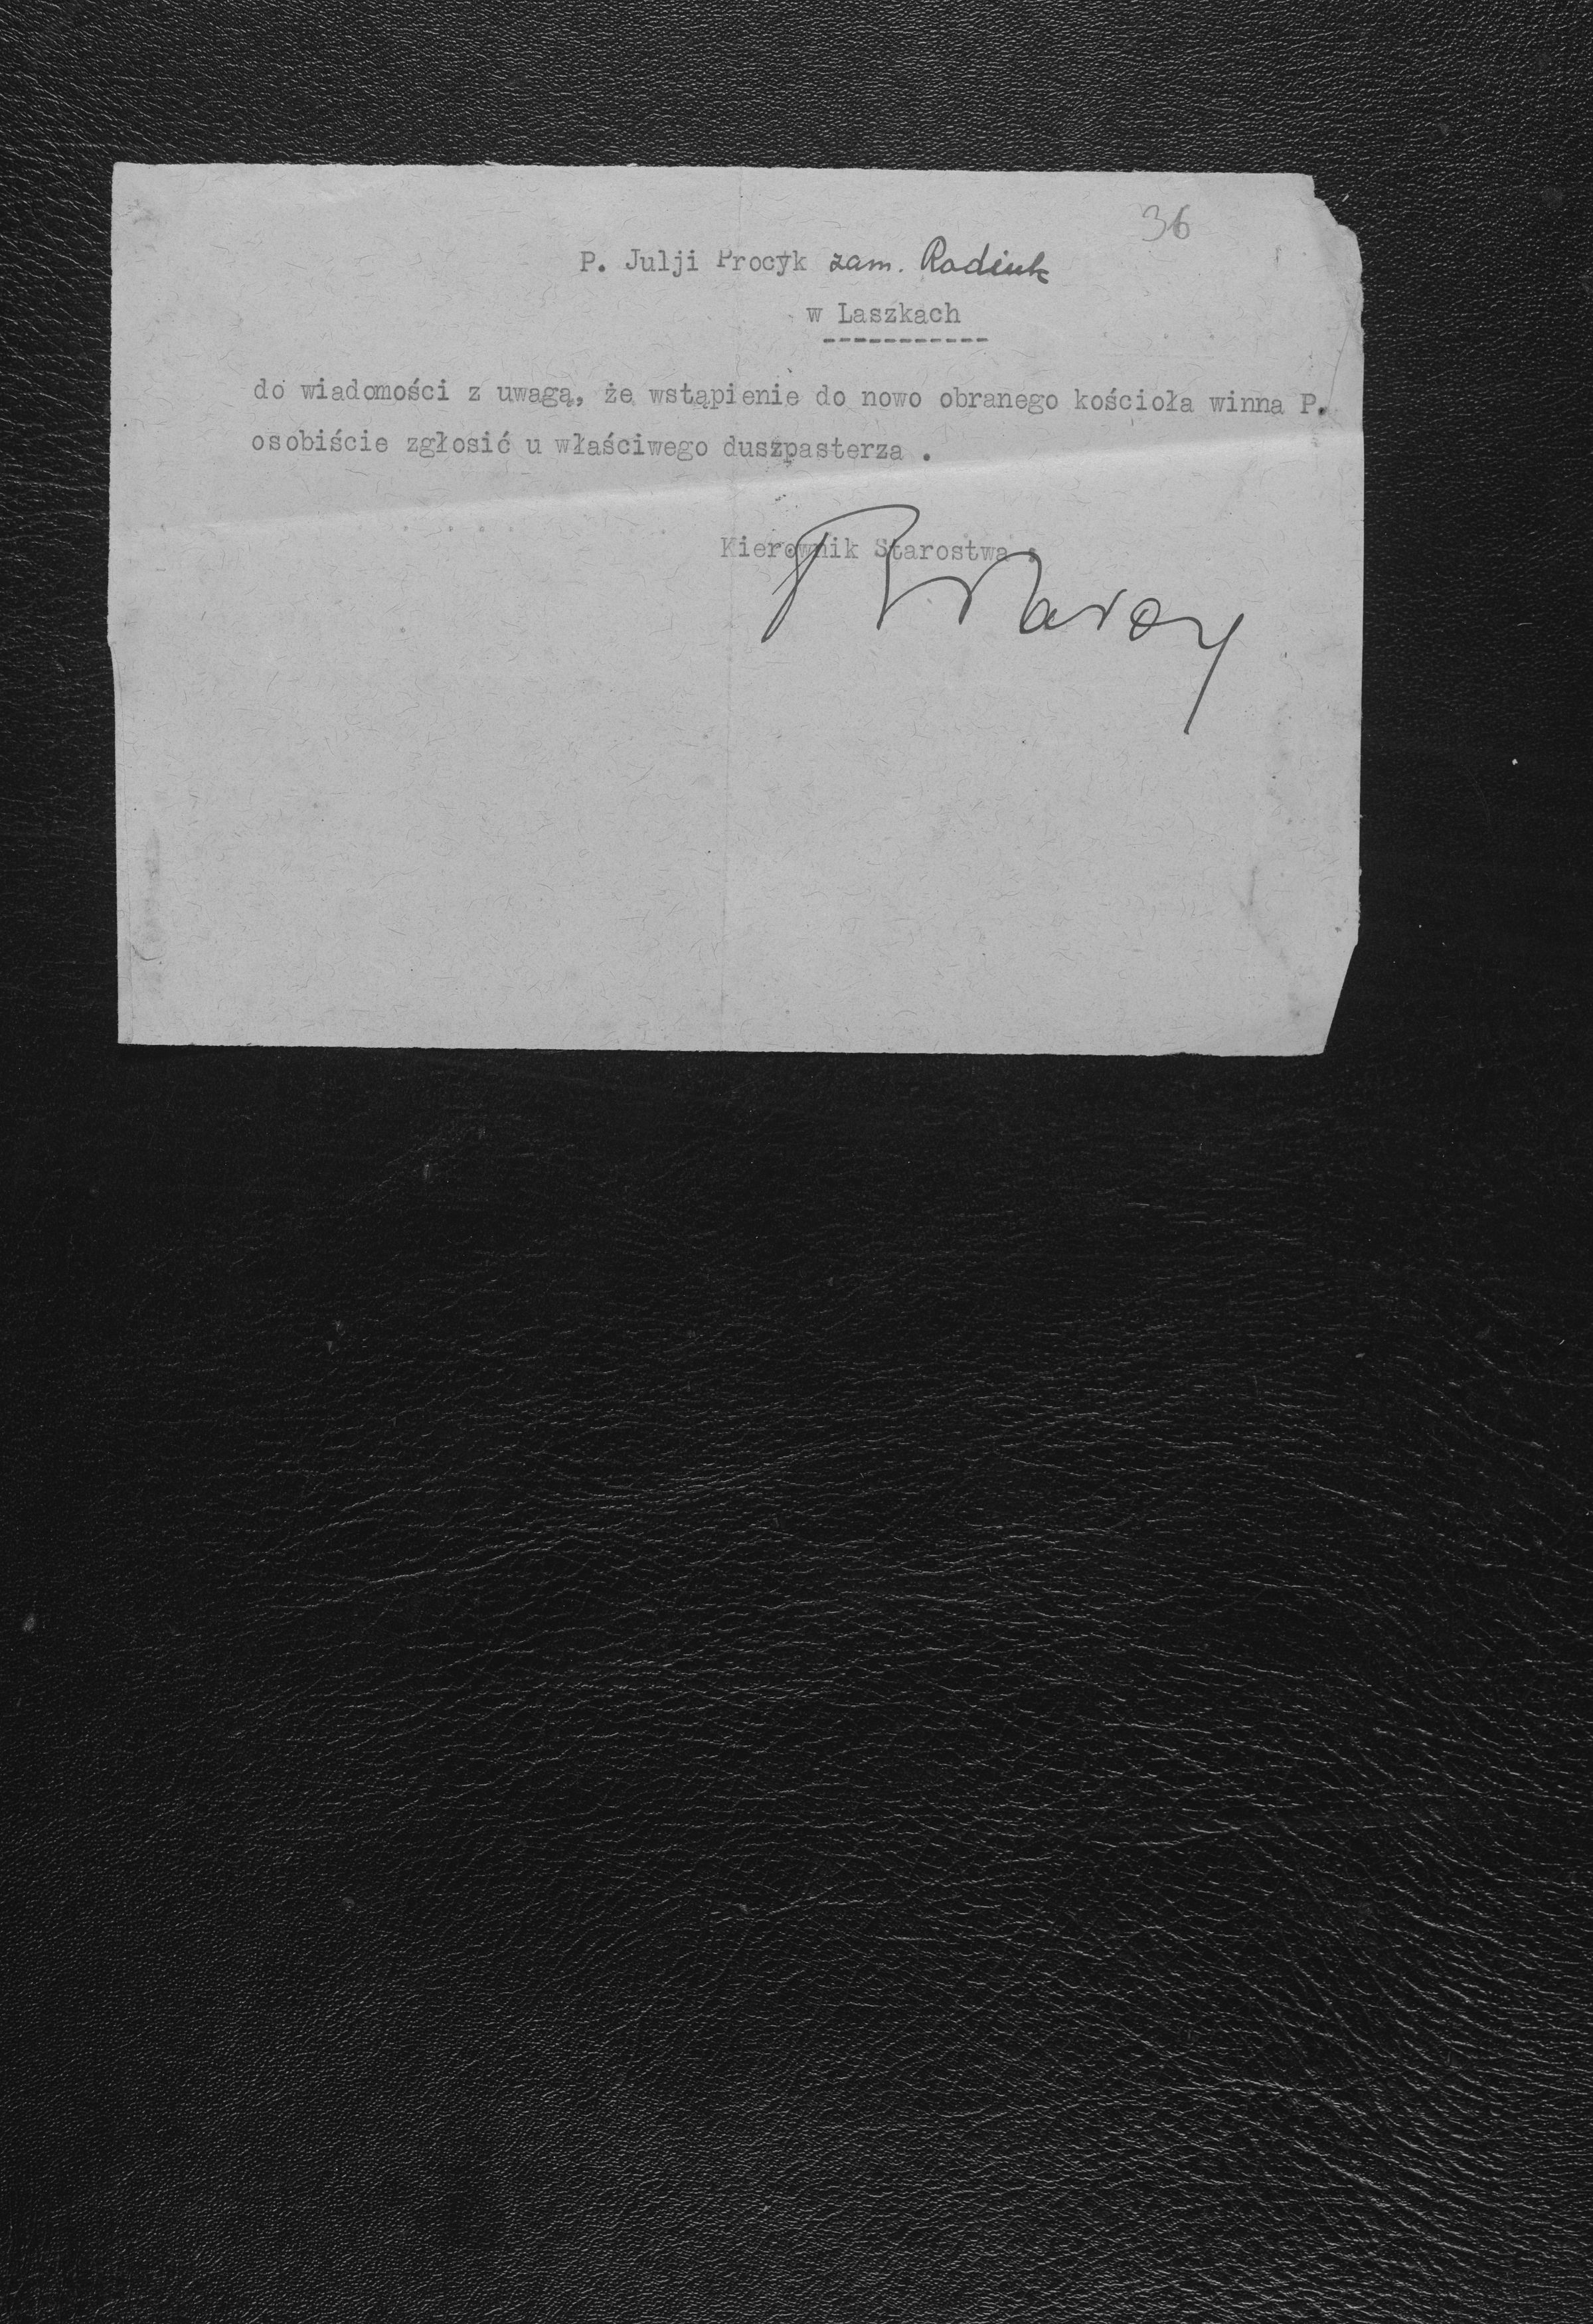 36
P. Julji Procyk zam. Radiuk
w Laszkach
do wiadomości z uwagą, że wstąpienie do nowo obranego kościoła winna P.
osobiście zgłosić u właściwego duszpasterza .
Kierownik Starostwa :